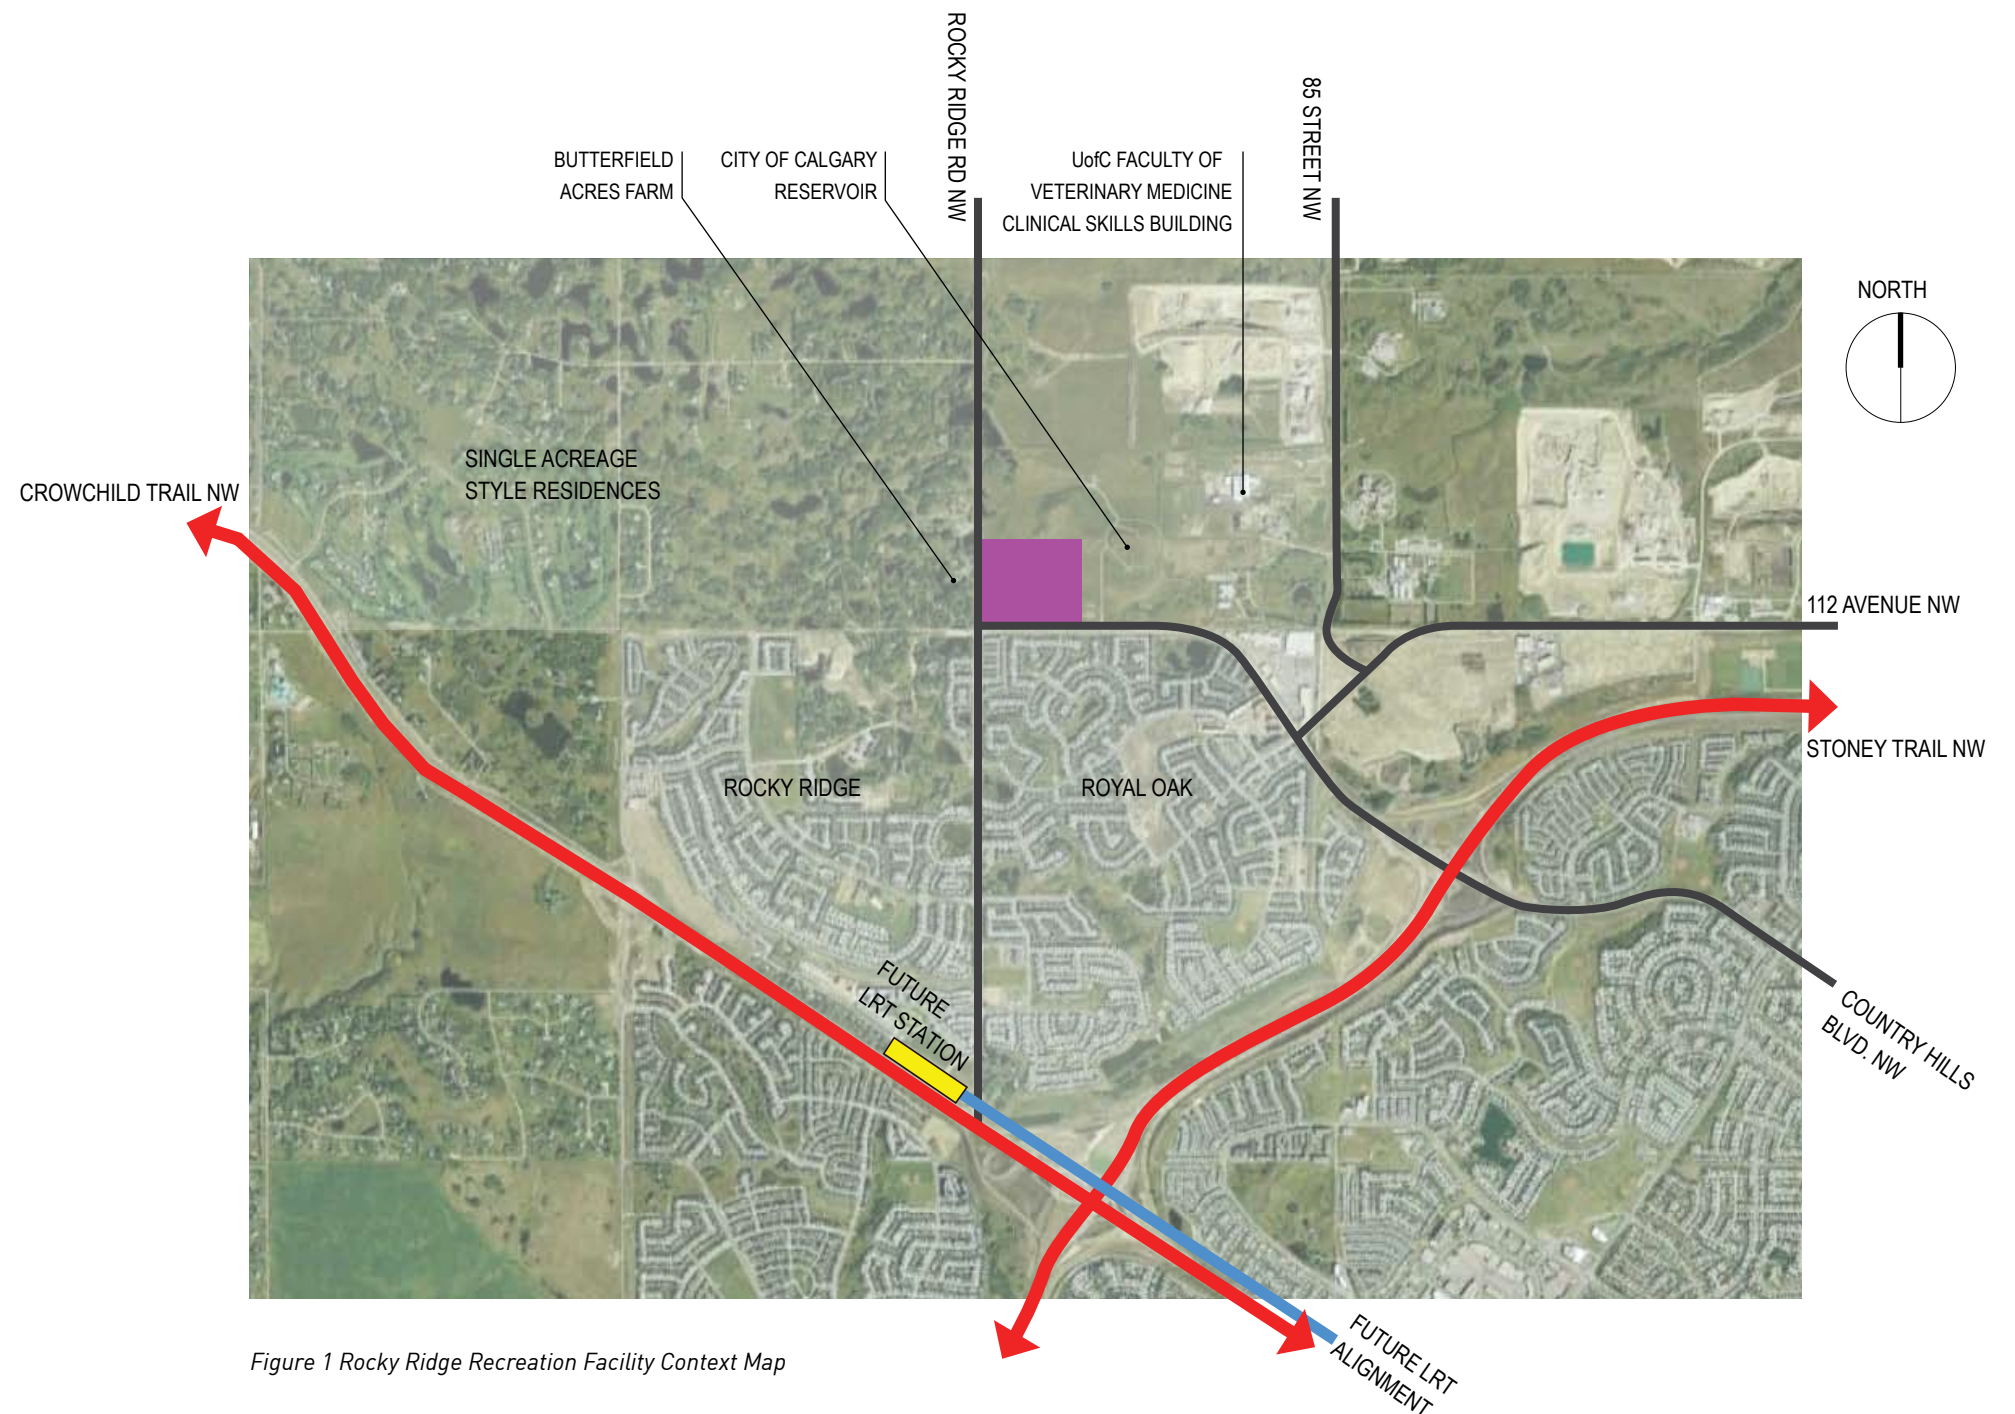 ROCKY RIDGE RD NW
85 STREET NW
BUTTERFIELD
ACRES FARM
CITY OF CALGARY
RESERVOIR
UofC FACULTY OF
VETERINARY MEDICINE
CLINICAL SKILLS BUILDING
NORTH
SINGLE ACREAGE
STYLE RESIDENCES
CROWCHILD TRAIL NW
112 AVENUE NW
STONEY TRAIL NW
ROCKY RIDGE
ROYAL OAK
FUTURE
LRT STATION
COUNTRY HILLS
BLVD. NW
FUTURE LRT
ALIGNMENT
Figure 1 Rocky Ridge Recreation Facility Context Map